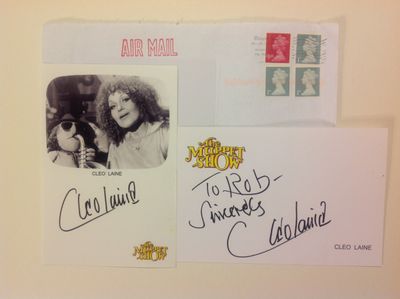 AIR MAIL
CLEO LAINE
Cleo Laine
The
MUPPET
SHOW
The
MUPPET
SHOW
To Rob-
Sincerely
Cleo Laine
CLEO LAINE